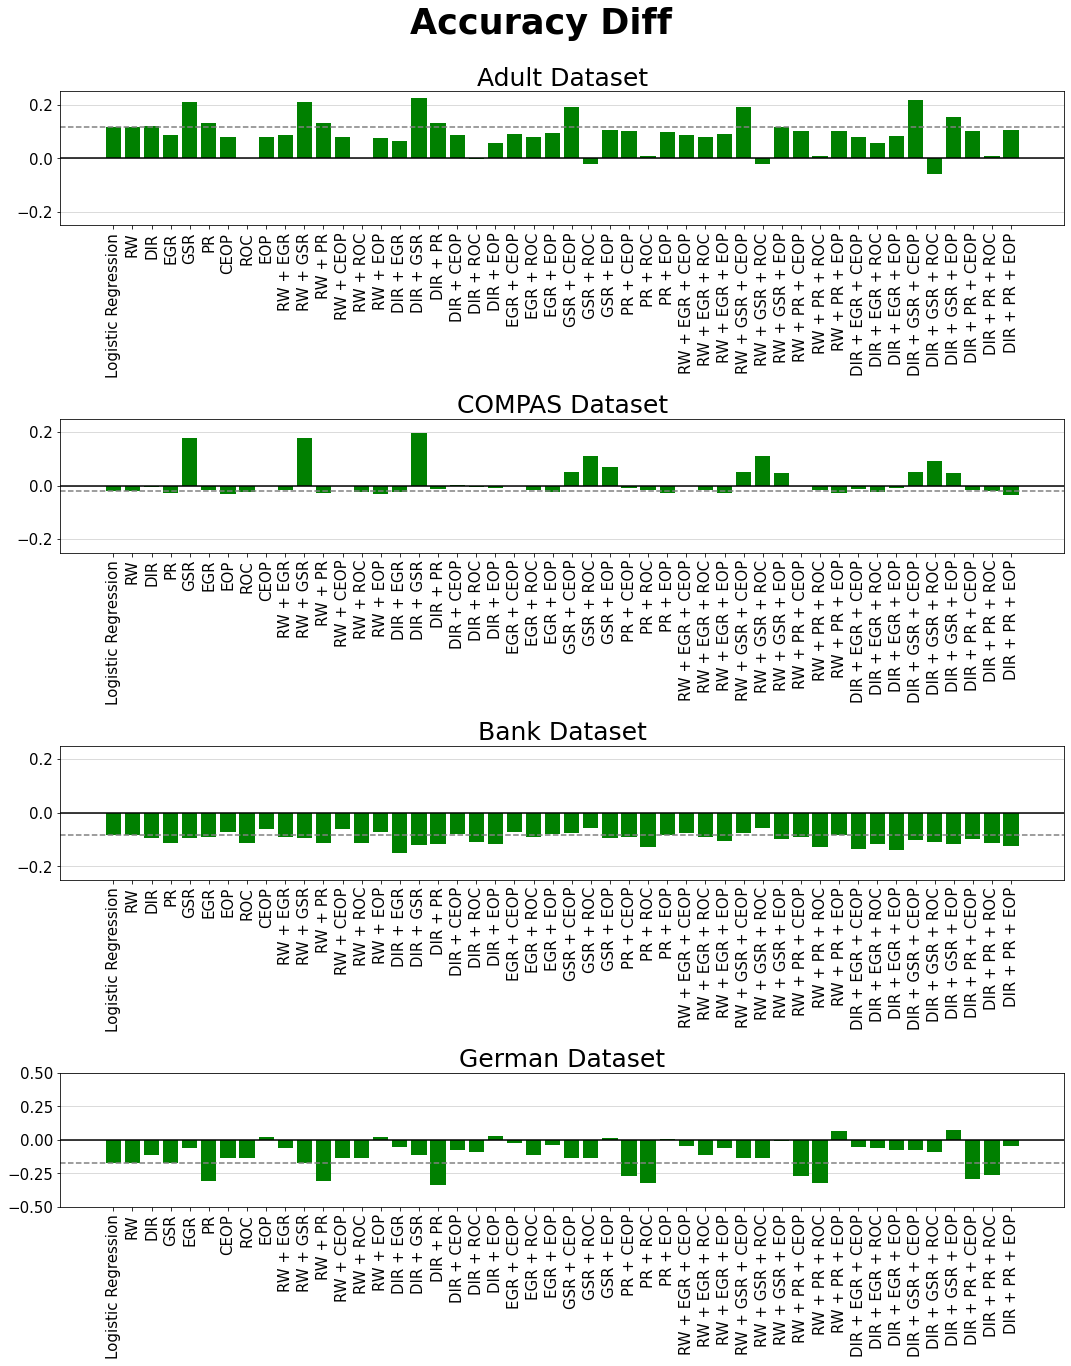 Accuracy Diff
Adult Dataset
0.2
0.0
−0.2
Logistic Regression
RW
DIR
EGR
GSR
PR
CEOP
ROC
EOP
RW + EGR
RW + GSR
RW + PR
RW + CEOP
RW + ROC
RW + EOP
DIR + EGR
DIR + GSR
DIR + PR
DIR + CEOP
DIR + ROC
DIR + EOP
EGR + CEOP
EGR + ROC
EGR + EOP
GSR + CEOP
GSR + ROC
GSR + EOP
PR + CEOP
PR + ROC
PR + EOP
RW + EGR + CEOP
RW + EGR + ROC
RW + EGR + EOP
RW + GSR + CEOP
RW + GSR + ROC
RW + GSR + EOP
RW + PR + CEOP
RW + PR + ROC
RW + PR + EOP
DIR + EGR + CEOP
DIR + EGR + ROC
DIR + EGR + EOP
DIR + GSR + CEOP
DIR + GSR + ROC
DIR + GSR + EOP
DIR + PR + CEOP
DIR + PR + ROC
DIR + PR + EOP
COMPAS Dataset
0.2
0.0
−0.2
Logistic Regression
RW
DIR
PR
GSR
EGR
EOP
ROC
CEOP
RW + EGR
RW + GSR
RW + PR
RW + CEOP
RW + ROC
RW + EOP
DIR + EGR
DIR + GSR
DIR + PR
DIR + CEOP
DIR + ROC
DIR + EOP
EGR + CEOP
EGR + ROC
EGR + EOP
GSR + CEOP
GSR + ROC
GSR + EOP
PR + CEOP
PR + ROC
PR + EOP
RW + EGR + CEOP
RW + EGR + ROC
RW + EGR + EOP
RW + GSR + CEOP
RW + GSR + ROC
RW + GSR + EOP
RW + PR + CEOP
RW + PR + ROC
RW + PR + EOP
DIR + EGR + CEOP
DIR + EGR + ROC
DIR + EGR + EOP
DIR + GSR + CEOP
DIR + GSR + ROC
DIR + GSR + EOP
DIR + PR + CEOP
DIR + PR + ROC
DIR + PR + EOP
Bank Dataset
0.2
0.0
−0.2
Logistic Regression
RW
DIR
PR
GSR
EGR
EOP
ROC
CEOP
RW + EGR
RW + GSR
RW + PR
RW + CEOP
RW + ROC
RW + EOP
DIR + EGR
DIR + GSR
DIR + PR
DIR + CEOP
DIR + ROC
DIR + EOP
EGR + CEOP
EGR + ROC
EGR + EOP
GSR + CEOP
GSR + ROC
GSR + EOP
PR + CEOP
PR + ROC
PR + EOP
RW + EGR + CEOP
RW + EGR + ROC
RW + EGR + EOP
RW + GSR + CEOP
RW + GSR + ROC
RW + GSR + EOP
RW + PR + CEOP
RW + PR + ROC
RW + PR + EOP
DIR + EGR + CEOP
DIR + EGR + ROC
DIR + EGR + EOP
DIR + GSR + CEOP
DIR + GSR + ROC
DIR + GSR + EOP
DIR + PR + CEOP
DIR + PR + ROC
DIR + PR + EOP
German Dataset
0.50
0.25
0.00
−0.25
−0.50
Logistic Regression
RW
DIR
GSR
EGR
PR
CEOP
ROC
EOP
RW + EGR
RW + GSR
RW + PR
RW + CEOP
RW + ROC
RW + EOP
DIR + EGR
DIR + GSR
DIR + PR
DIR + CEOP
DIR + ROC
DIR + EOP
EGR + CEOP
EGR + ROC
EGR + EOP
GSR + CEOP
GSR + ROC
GSR + EOP
PR + CEOP
PR + ROC
PR + EOP
RW + EGR + CEOP
RW + EGR + ROC
RW + EGR + EOP
RW + GSR + CEOP
RW + GSR + ROC
RW + GSR + EOP
RW + PR + CEOP
RW + PR + ROC
RW + PR + EOP
DIR + EGR + CEOP
DIR + EGR + ROC
DIR + EGR + EOP
DIR + GSR + CEOP
DIR + GSR + ROC
DIR + GSR + EOP
DIR + PR + CEOP
DIR + PR + ROC
DIR + PR + EOP